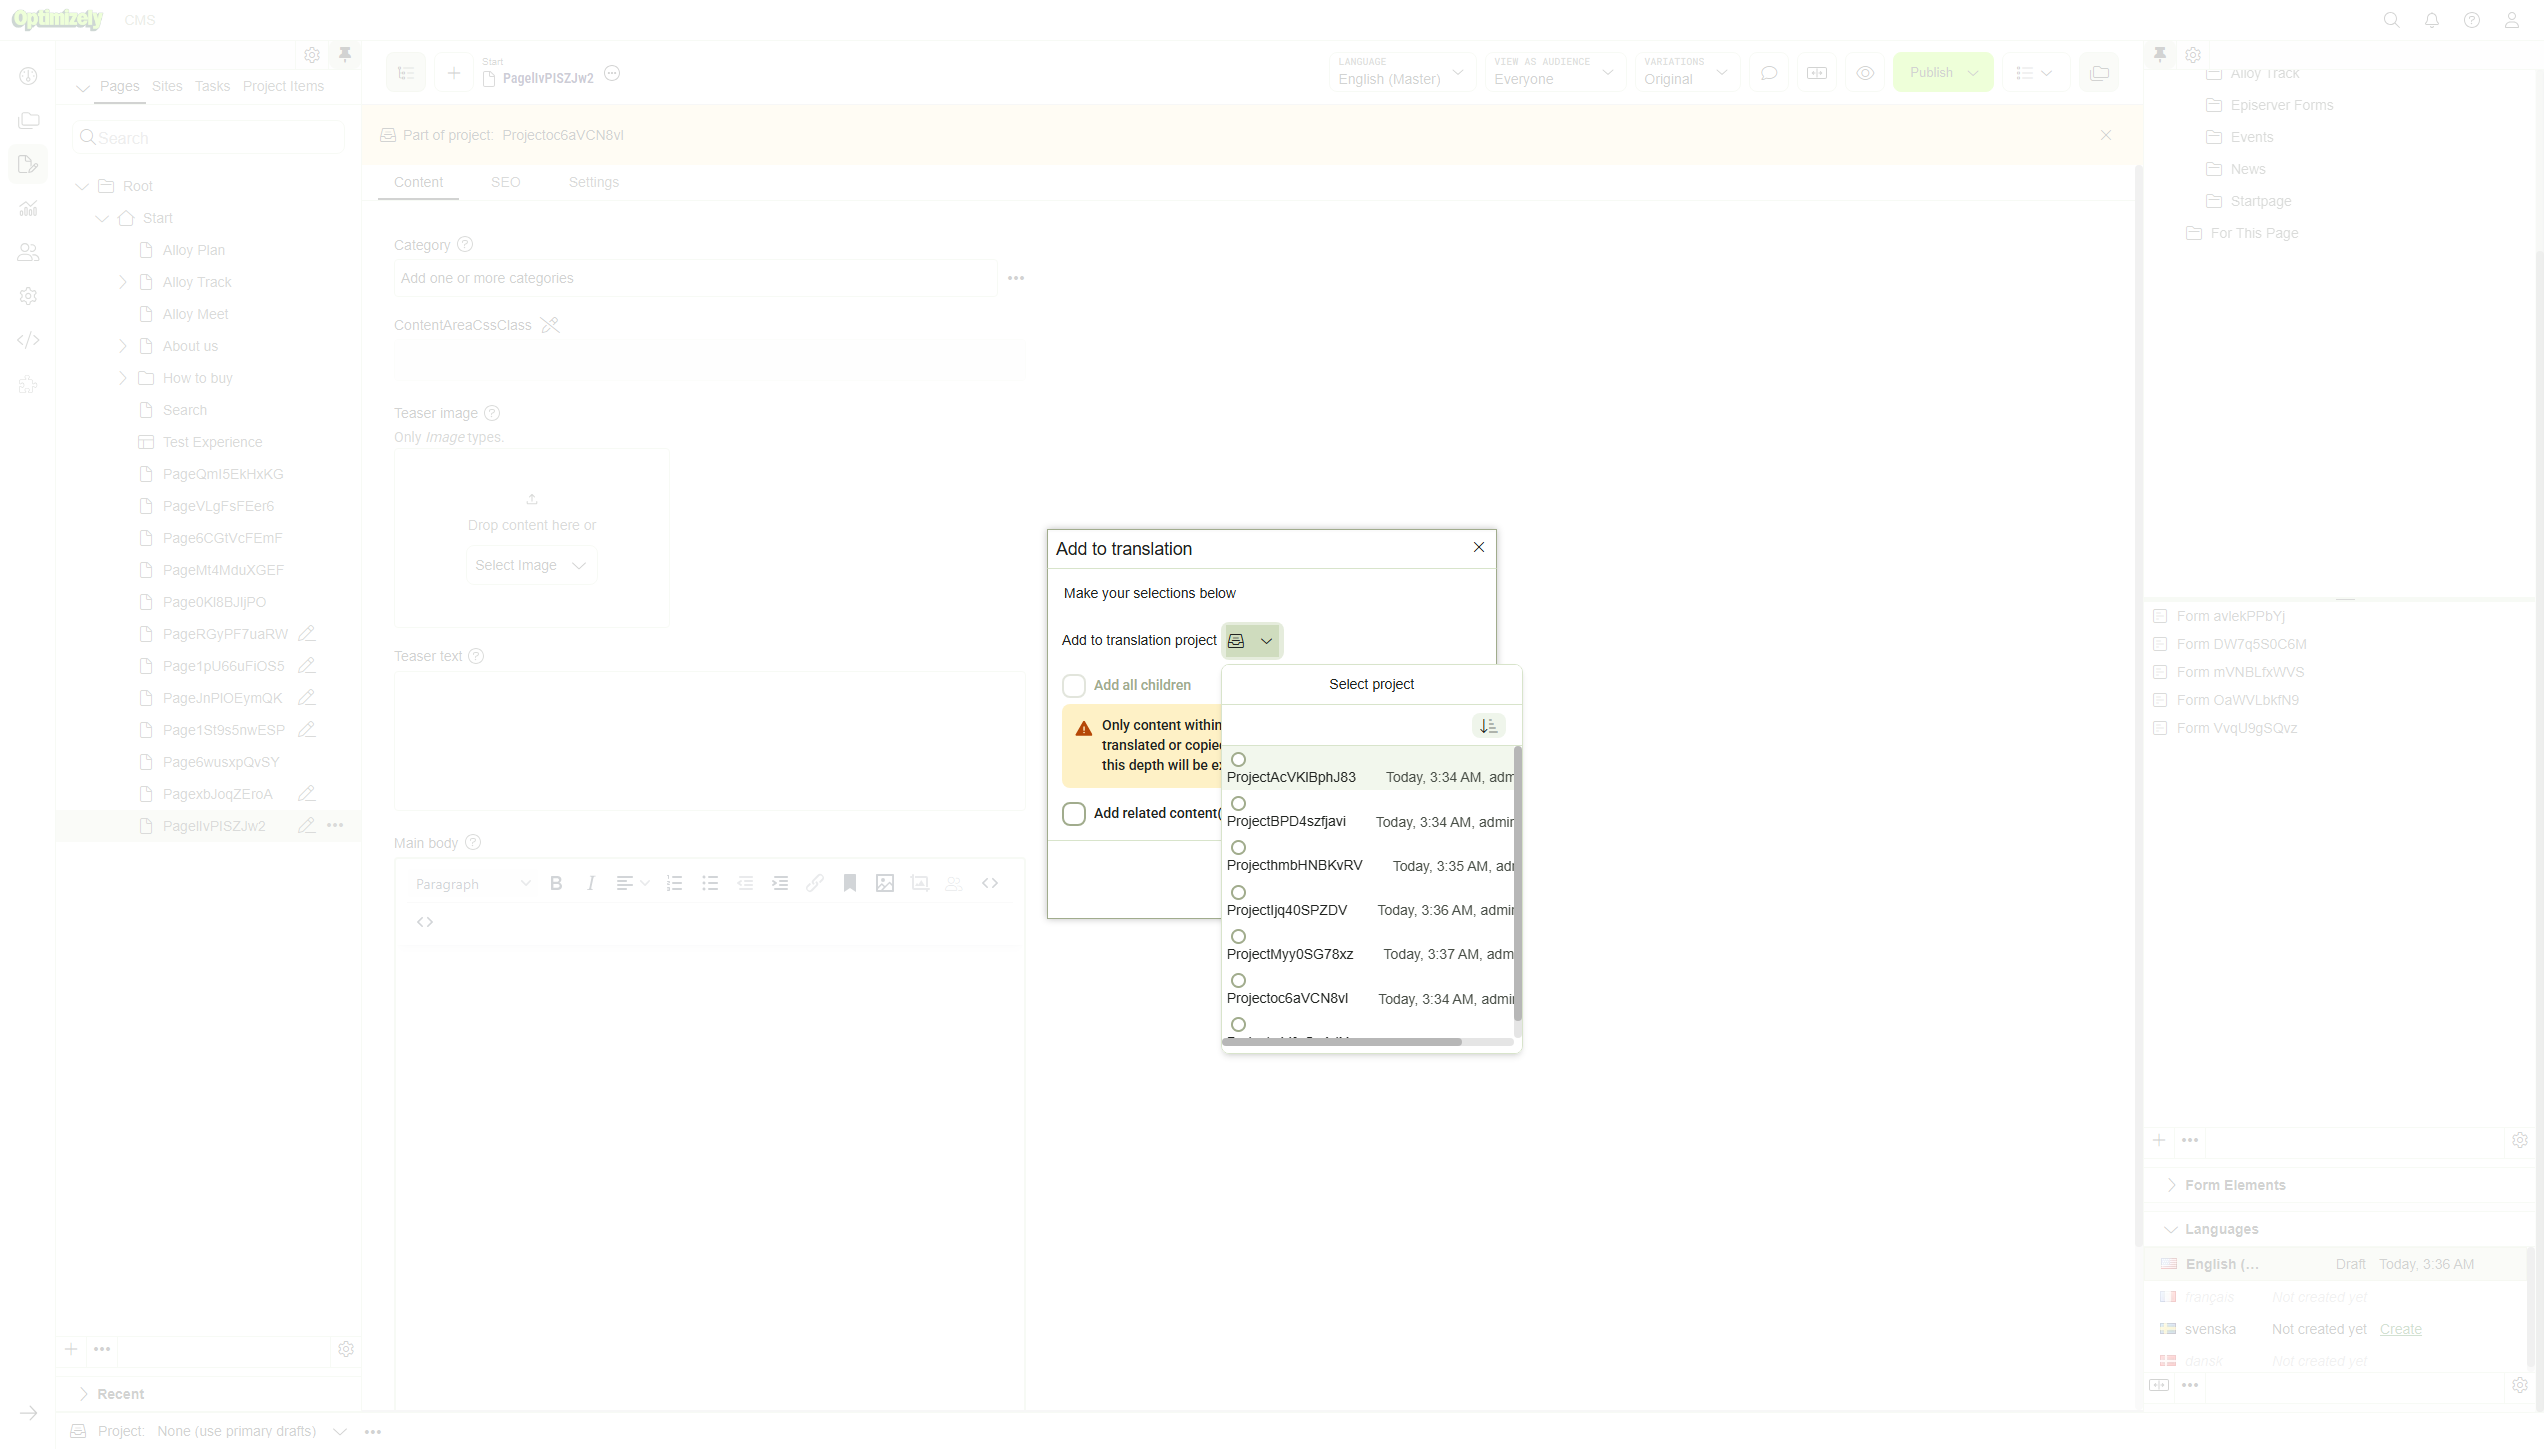 Optimizely CMS
Pages Sites Tasks Project Items
Search
Root
Start
Alloy Plan
Alloy Track
Alloy Meet
About us
How to buy
Search
Test Experience
PageQmI5EkHxKG
PageVLgFsFEer6
Page6CGtVcFEmF
PageMt4MduXGEF
Page0Kl8BJljPO
PageRGyPF7uaRW
Page1pU66uFiOS5
PageJnPIOEymQK
Page1St9s5nwESP
Page6wusxpQvSY
PagexbJoqZEroA
PagellvPISZJw2
Recent
Project: None (use primary drafts)
Start
PagellvPISZJw2
LANGUAGE
English (Master)
VIEW AS AUDIENCE
Everyone
VARIATIONS
Original
Publish
Part of project: Projectoc6aVCN8vl
Content SEO Settings
Category
Add one or more categories
ContentAreaCssClass
Teaser image
Only Image types.
Drop content here or
Select Image
Teaser text
Main body
Paragraph
Add to translation
Make your selections below
Add to translation project
Add all children
Only content within
translated or copie
this depth will be e
Add related content(
Select project
ProjectAcVKlBphJ83 Today, 3:34 AM, adm
ProjectBPD4szfjavi Today, 3:34 AM, admin
ProjecthmbHNBKvRV Today, 3:35 AM, ad
ProjectIjq40SPZDV Today, 3:36 AM, admin
ProjectMyy0SG78xz Today, 3:37 AM, adm
Projectoc6aVCN8vl Today, 3:34 AM, admin
Alloy Track
Episerver Forms
Events
News
Startpage
For This Page
Form avlekPPbYj
Form DW7q5S0C6M
Form mVNBLfxWVS
Form OaWVLbkfN9
Form VvqU9gSQvz
Form Elements
Languages
English (... Draft Today, 3:36 AM
français Not created yet
svenska Not created yet Create
dansk Not created yet